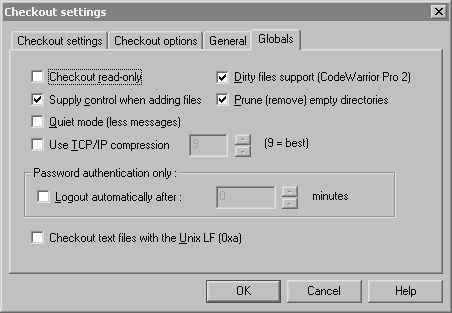 Checkout settings
Checkout settings Checkout options General Globals
Checkout read-only Dirty files support (CodeWarrior Pro 2)
Supply control when adding files Prune (remove) empty directories
Quiet mode (less messages)
Use TCP/IP compression 9 (9 = best)
Password authentication only :
Logout automatically after : 0 minutes
Checkout text files with the Unix LF (0xa)
OK Cancel Help